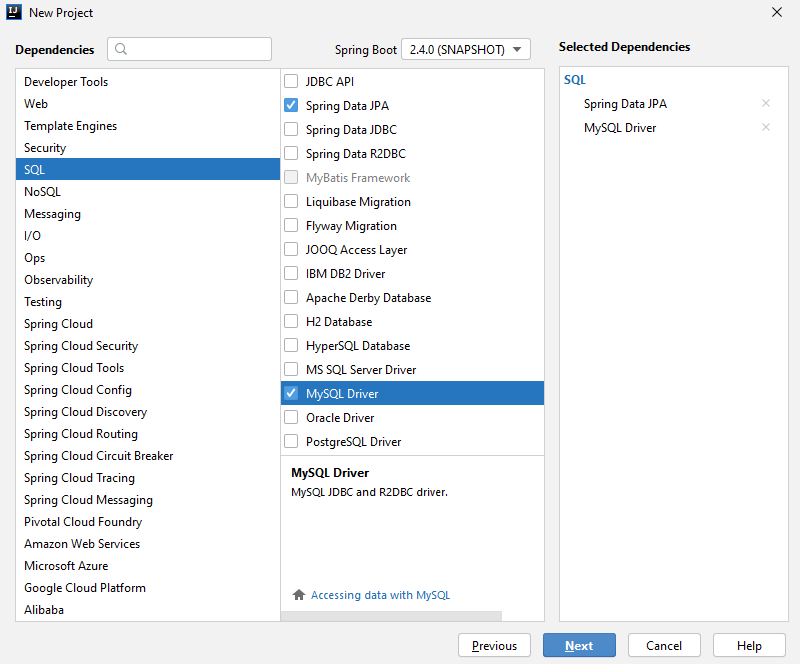 IJ New Project
Dependencies
Spring Boot 2.4.0 (SNAPSHOT)
Selected Dependencies
Developer Tools
Web
Template Engines
Security
SQL
NoSQL
Messaging
I/O
Ops
Observability
Testing
Spring Cloud
Spring Cloud Security
Spring Cloud Tools
Spring Cloud Config
Spring Cloud Discovery
Spring Cloud Routing
Spring Cloud Circuit Breaker
Spring Cloud Tracing
Spring Cloud Messaging
Pivotal Cloud Foundry
Amazon Web Services
Microsoft Azure
Google Cloud Platform
Alibaba
JDBC API
Spring Data JPA
Spring Data JDBC
Spring Data R2DBC
MyBatis Framework
Liquibase Migration
Flyway Migration
JOOQ Access Layer
IBM DB2 Driver
Apache Derby Database
H2 Database
HyperSQL Database
MS SQL Server Driver
MySQL Driver
Oracle Driver
PostgreSQL Driver
MySQL Driver
MySQL JDBC and R2DBC driver.
Accessing data with MySQL
SQL
Spring Data JPA
MySQL Driver
Previous
Next
Cancel
Help